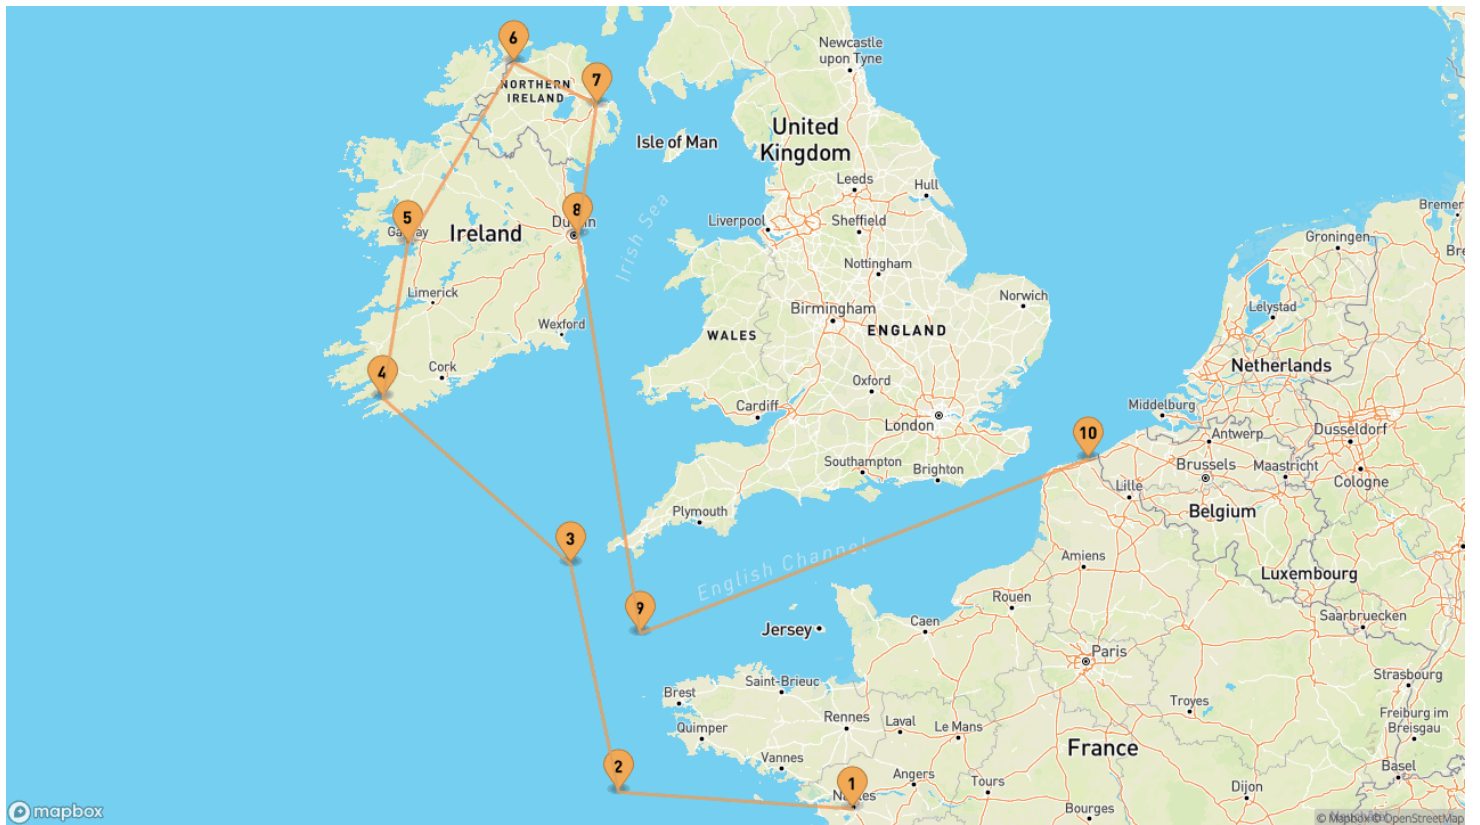 6
7
NORTHERN
IRELAND
Newcastle
upon Tyne
Isle of Man
United
Kingdom
Leeds
Hull
5
8
Ireland
Irish Sea
Liverpool
Sheffield
Bremer
Groningen
Nottingham
Limerick
Norwich
Lelystad
Wexford
Birmingham
WALES
ENGLAND
4
Cork
Oxford
Netherlands
Cardiff
London
Middelburg
10
Antwerp
Dusseldorf
Southampton
Brighton
Lille
Brussels
Maastricht
Cologne
Plymouth
Belgium
3
English Channel
Amiens
Luxembourg
9
Rouen
Jersey
Caen
Saarbrucken
Paris
Brest
Saint-Brieuc
Strasbourg
Quimper
Rennes
Laval
Le Mans
Troyes
Freiburg im
Breisgau
France
2
Vannes
1
Angers
Tours
Dijon
Basel
Bourges
mapbox
© Mapbox © OpenStreetMap